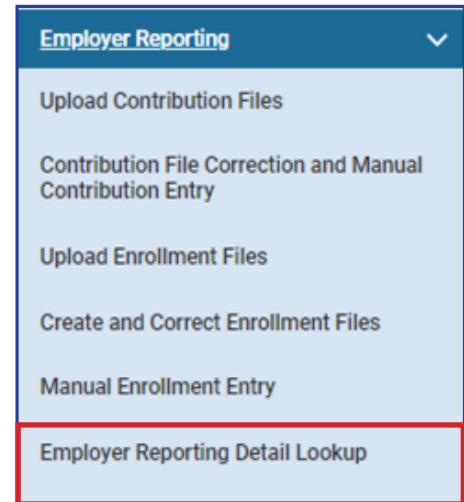 Employer Reporting
Upload Contribution Files
Contribution File Correction and Manual
Contribution Entry
Upload Enrollment Files
Create and Correct Enrollment Files
Manual Enrollment Entry
Employer Reporting Detail Lookup